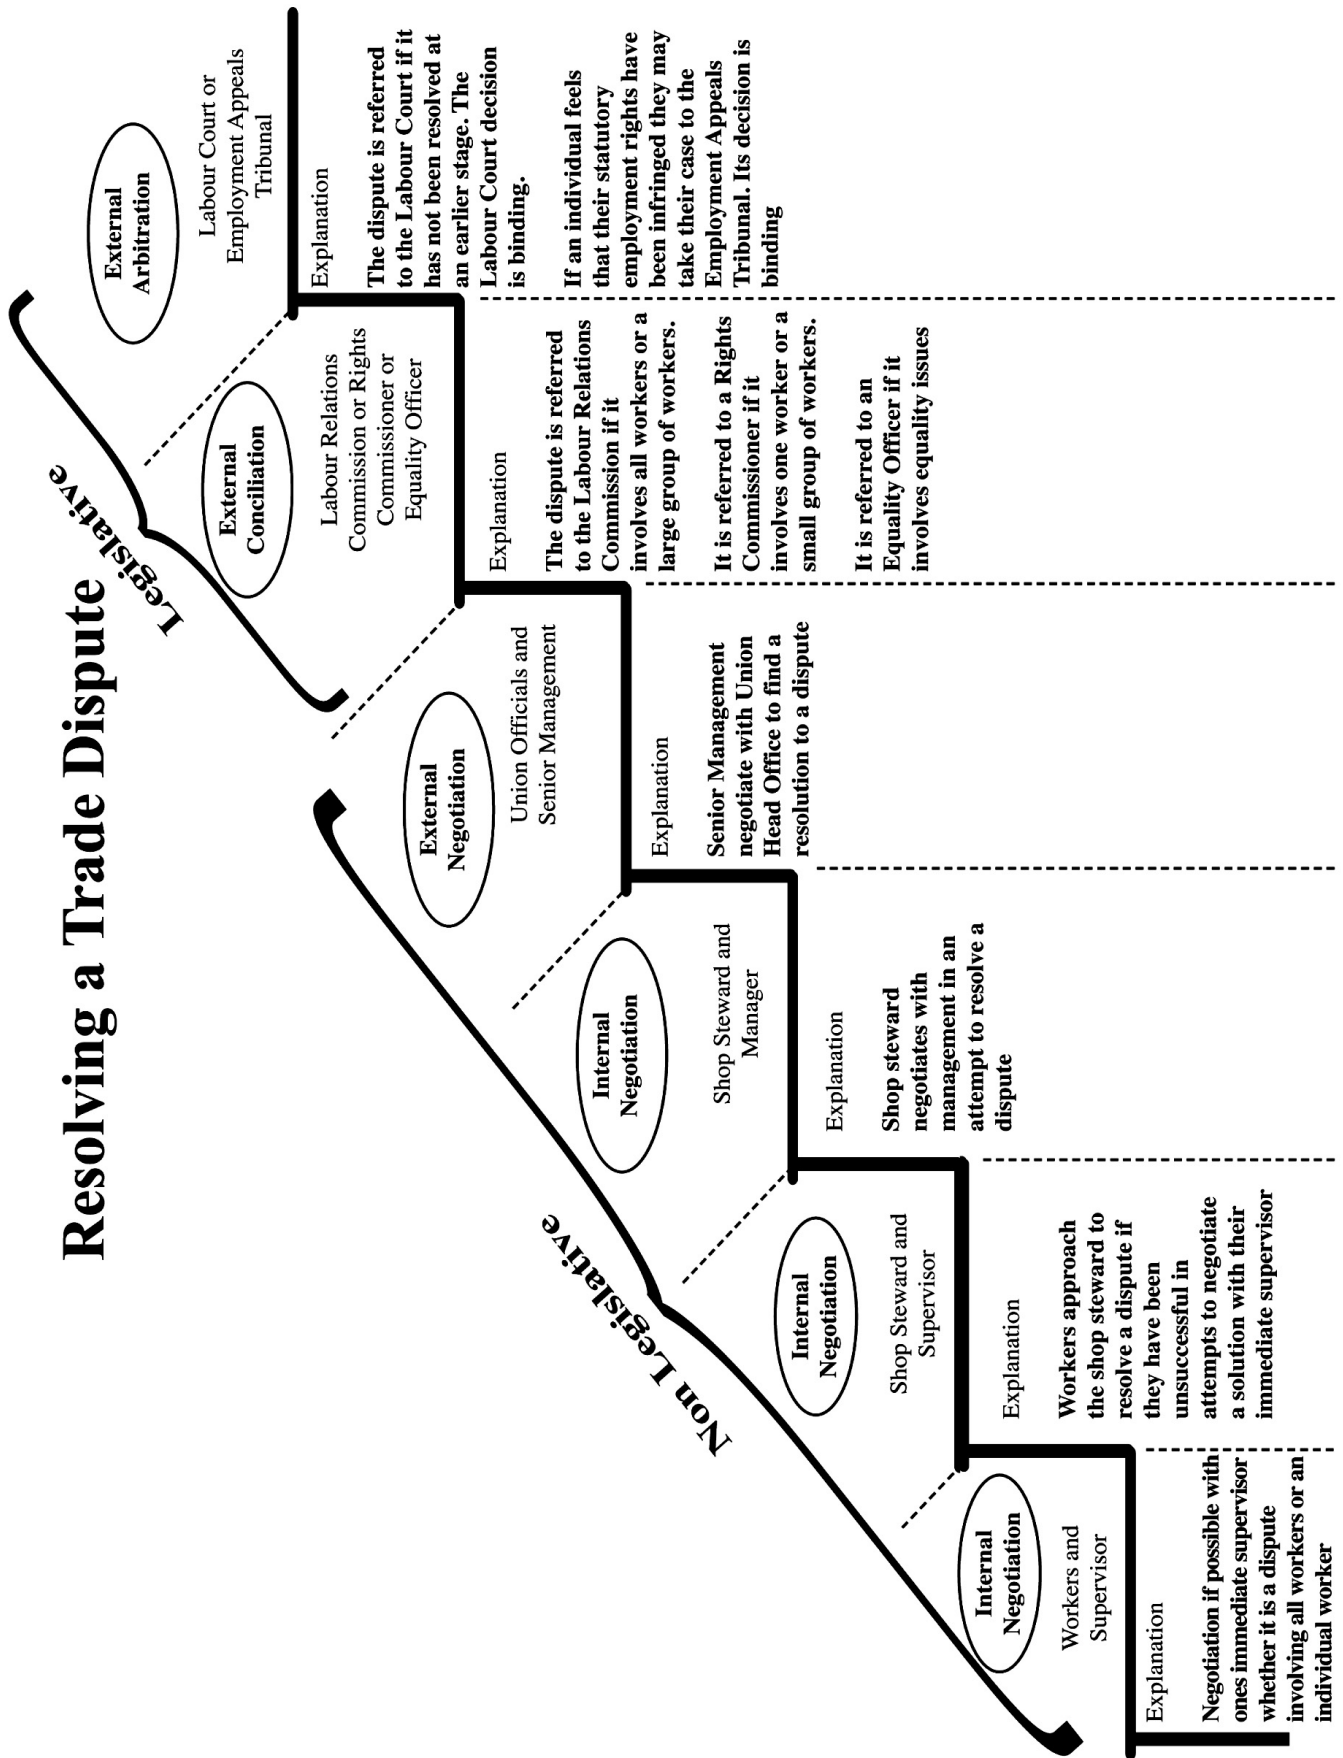 Resolving a Trade Dispute
Non Legislative
Legislative
Internal
Negotiation
Workers and
Supervisor
Explanation
Negotiation if possible with
ones immediate supervisor
whether it is a dispute
involving all workers or an
individual worker
Internal
Negotiation
Shop Steward and
Supervisor
Explanation
Workers approach
the shop steward to
resolve a dispute if
they have been
unsuccessful in
attempts to negotiate
a solution with their
immediate supervisor
Internal
Negotiation
Shop Steward and
Manager
Explanation
Shop steward
negotiates with
management in an
attempt to resolve a
dispute
External
Negotiation
Union Officials and
Senior Management
Explanation
Senior Management
negotiate with Union
Head Office to find a
resolution to a dispute
External
Conciliation
Labour Relations
Commission or Rights
Commissioner or
Equality Officer
Explanation
The dispute is referred
to the Labour Relations
Commission if it
involves all workers or a
large group of workers.
It is referred to a Rights
Commissioner if it
involves one worker or a
small group of workers.
It is referred to an
Equality Officer if it
involves equality issues
External
Arbitration
Labour Court or
Employment Appeals
Tribunal
Explanation
The dispute is referred
to the Labour Court if it
has not been resolved at
an earlier stage. The
Labour Court decision
is binding.
If an individual feels
that their statutory
employment rights have
been infringed they may
take their case to the
Employment Appeals
Tribunal. Its decision is
binding